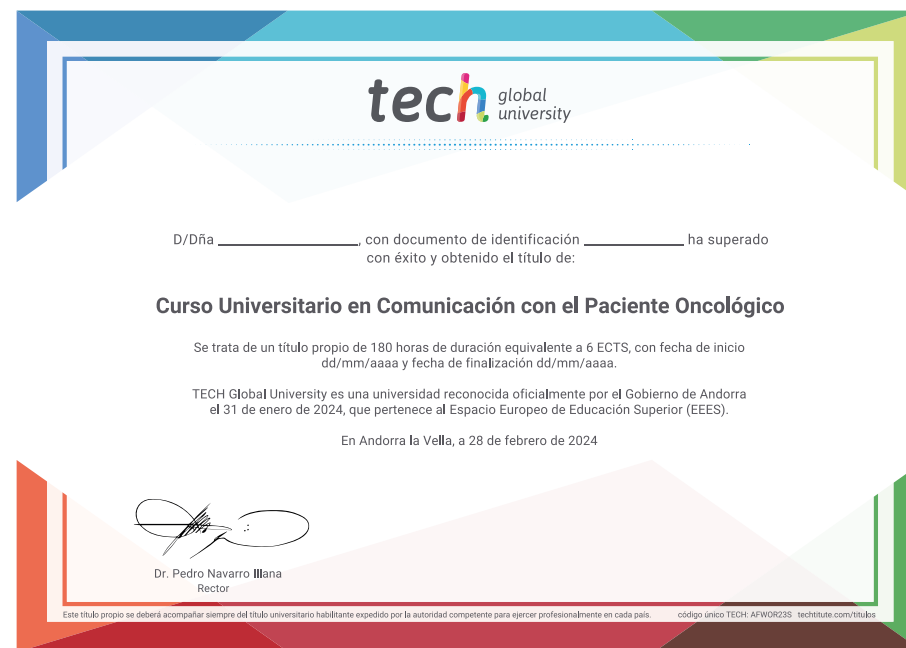 tech global university
D/Dña ____________________, con documento de identificación ______________ ha superado
con éxito y obtenido el título de:
Curso Universitario en Comunicación con el Paciente Oncológico
Se trata de un título propio de 180 horas de duración equivalente a 6 ECTS, con fecha de inicio
dd/mm/aaaa y fecha de finalización dd/mm/aaaa.
TECH Global University es una universidad reconocida oficialmente por el Gobierno de Andorra
el 31 de enero de 2024, que pertenece al Espacio Europeo de Educación Superior (EEES).
En Andorra la Vella, a 28 de febrero de 2024
Dr. Pedro Navarro Illana
Rector
Este título propio se deberá acompañar siempre del título universitario habilitante expedido por la autoridad competente para ejercer profesionalmente en cada país. código único TECH: AFWOR23S techtitute.com/titulos